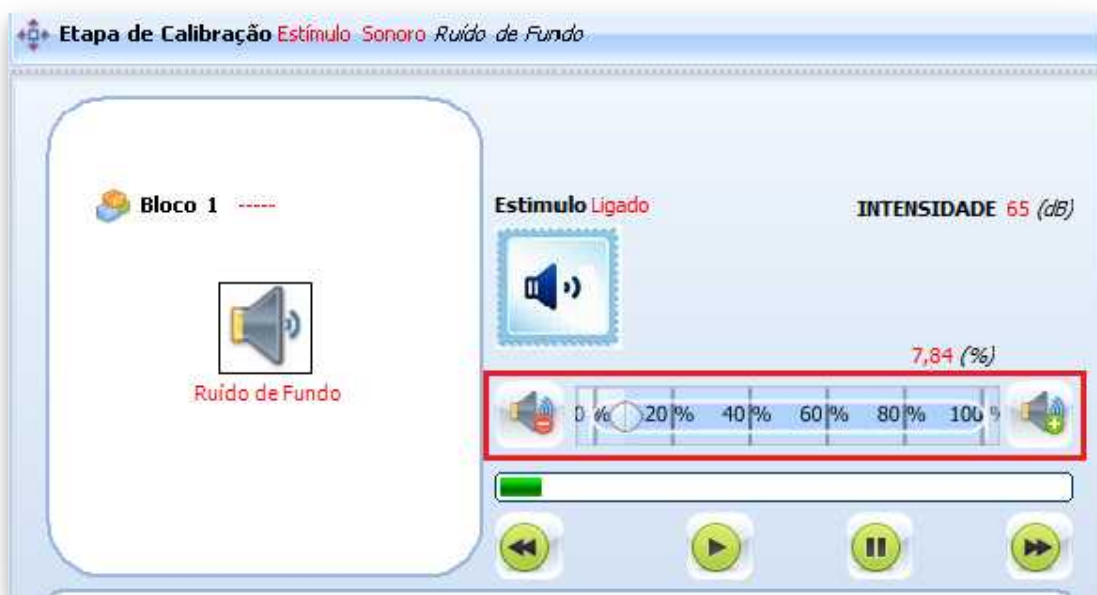 Etapa de Calibração Estímulo Sonoro Ruído de Fundo
Bloco 1 -----
Estimulo Ligado
INTENSIDADE 65 (dB)
Ruído de Fundo
7,84 (%)
0 % 20 % 40 % 60 % 80 % 100 %